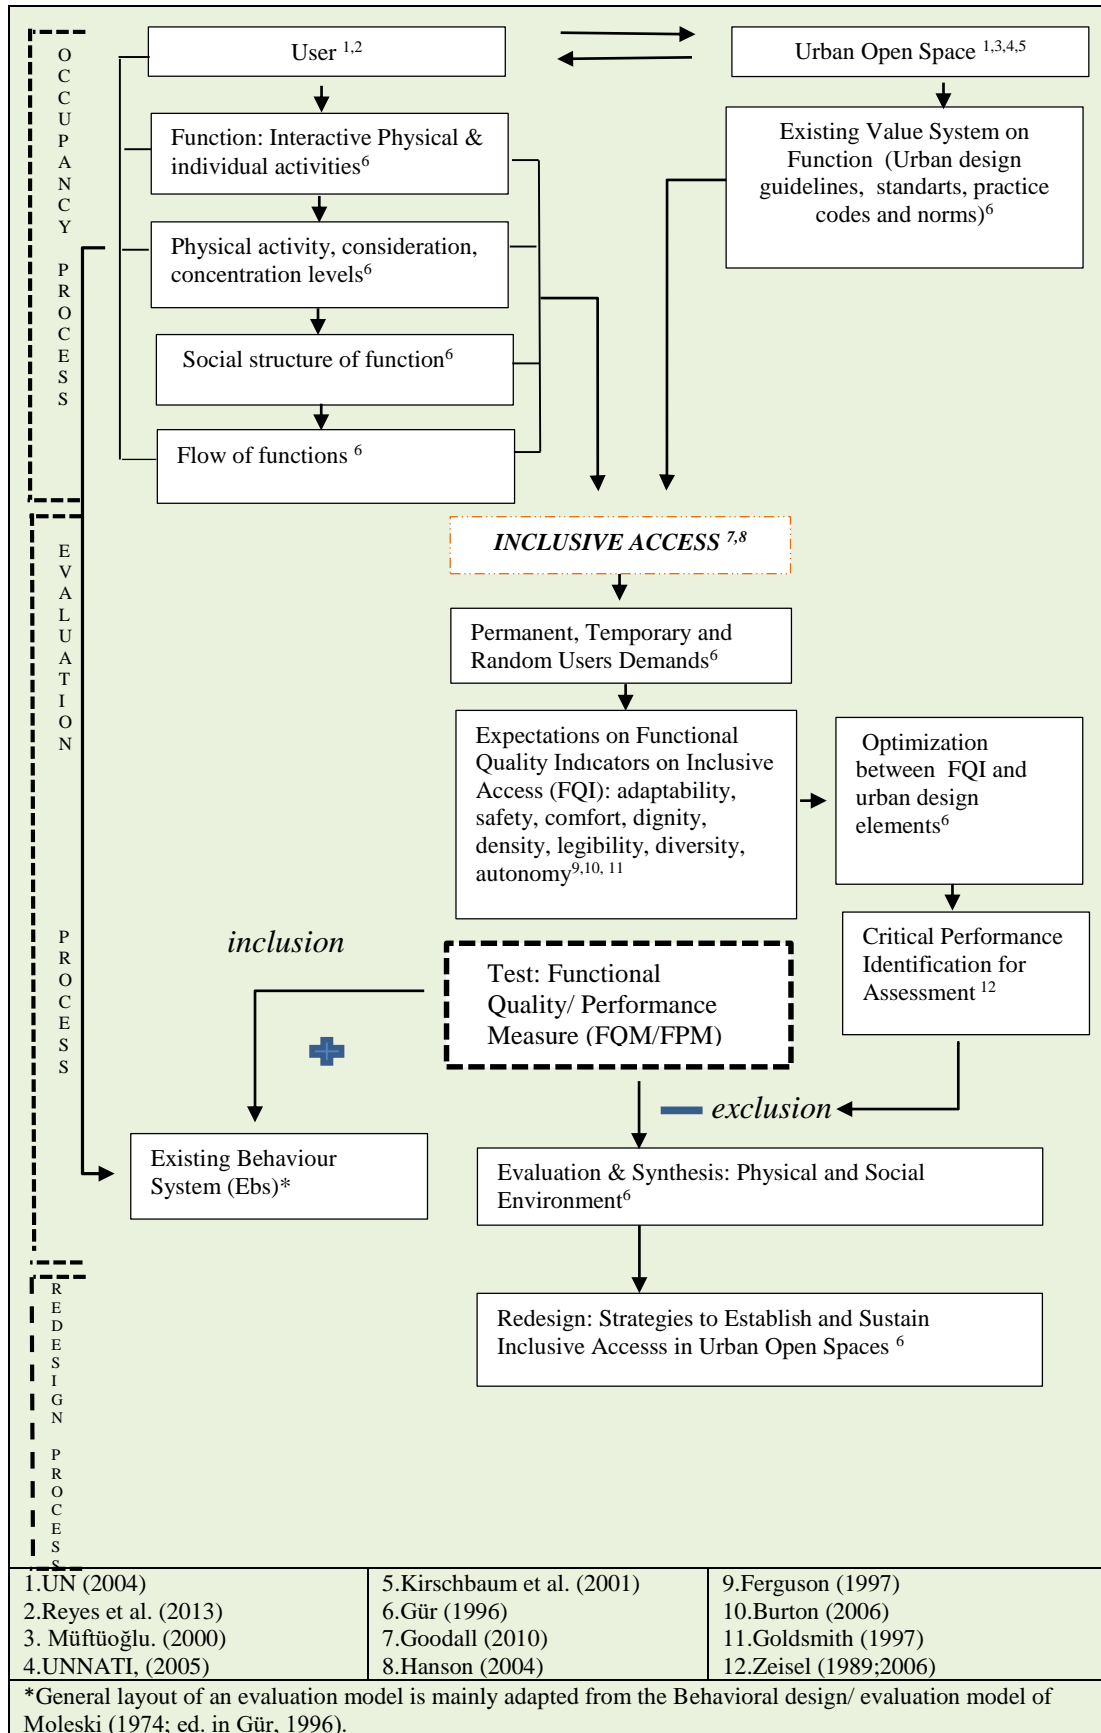 OCCUPANCY PROCESS
User 1,2
Urban Open Space 1,3,4,5
Function: Interactive Physical &
individual activities6
Existing Value System on
Function (Urban design
guidelines, standarts, practice
codes and norms)6
Physical activity, consideration,
concentration levels6
Social structure of function6
Flow of functions 6
EVALUATION PROCESS
INCLUSIVE ACCESS 7,8
Permanent, Temporary and
Random Users Demands6
Expectations on Functional
Quality Indicators on Inclusive
Access (FQI): adaptability,
safety, comfort, dignity,
density, legibility, diversity,
autonomy9,10, 11
Optimization
between FQI and
urban design
elements6
Critical Performance
Identification for
Assessment 12
inclusion
Test: Functional
Quality/ Performance
Measure (FQM/FPM)
exclusion
Existing Behaviour
System (Ebs)*
Evaluation & Synthesis: Physical and Social
Environment6
REDESIGN PROCESS
Redesign: Strategies to Establish and Sustain
Inclusive Accesss in Urban Open Spaces 6
1.UN (2004)
2.Reyes et al. (2013)
3. Müftüoğlu. (2000)
4.UNNATI, (2005)
5.Kirschbaum et al. (2001)
6.Gür (1996)
7.Goodall (2010)
8.Hanson (2004)
9.Ferguson (1997)
10.Burton (2006)
11.Goldsmith (1997)
12.Zeisel (1989;2006)
*General layout of an evaluation model is mainly adapted from the Behavioral design/ evaluation model of
Moleski (1974; ed. in Gür, 1996).